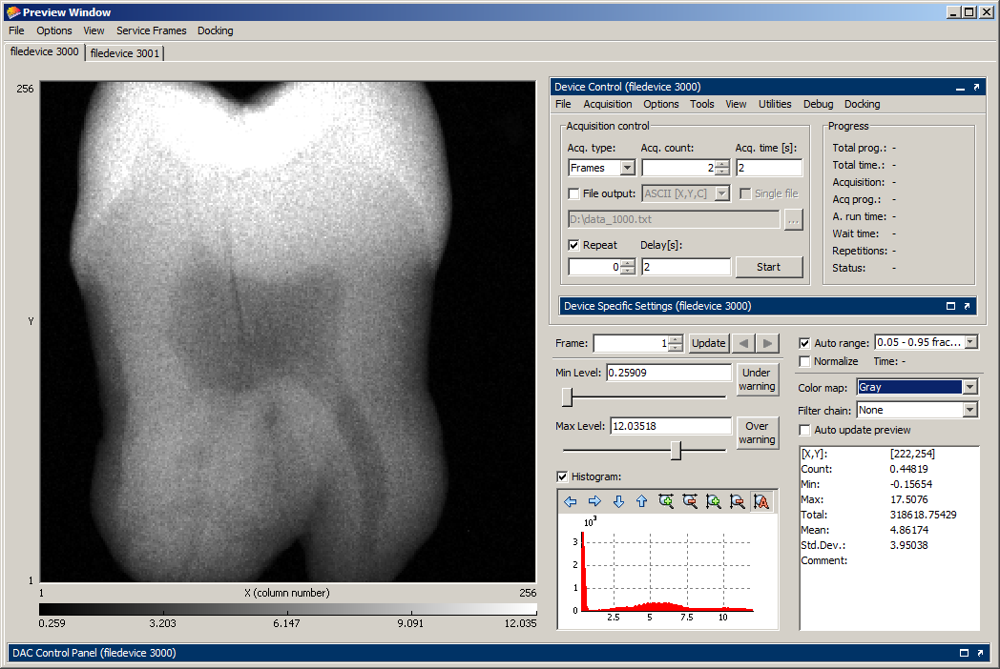 Preview Window
File Options View Service Frames Docking
filedevice 3000 filedevice 3001
256
Y
1
1 X (column number) 256
0.259 3.203 6.147 9.091 12.035
Device Control (filedevice 3000)
File Acquisition Options Tools View Utilities Debug Docking
Acquisition control
Acq. type: Acq. count: Acq. time [s]:
Frames 2 2
File output: ASCII [X,Y,C] Single file
D:\data_1000.txt ...
Repeat Delay[s]:
0 2 Start
Progress
Total prog.: -
Total time.: -
Acquisition: -
Acq prog.: -
A. run time: -
Wait time: -
Repetitions: -
Status: -
Device Specific Settings (filedevice 3000)
Frame: 1 Update
Min Level: 0.25909 Under warning
Max Level: 12.03518 Over warning
Histogram:
10³
3
2
1
0
2.5 5 7.5 10
Auto range: 0.05 - 0.95 frac...
Normalize Time: -
Color map: Gray
Filter chain: None
Auto update preview
[X,Y]: [222,254]
Count: 0.44819
Min: -0.15654
Max: 17.5076
Total: 318618.75429
Mean: 4.86174
Std.Dev.: 3.95038
Comment:
DAC Control Panel (filedevice 3000)